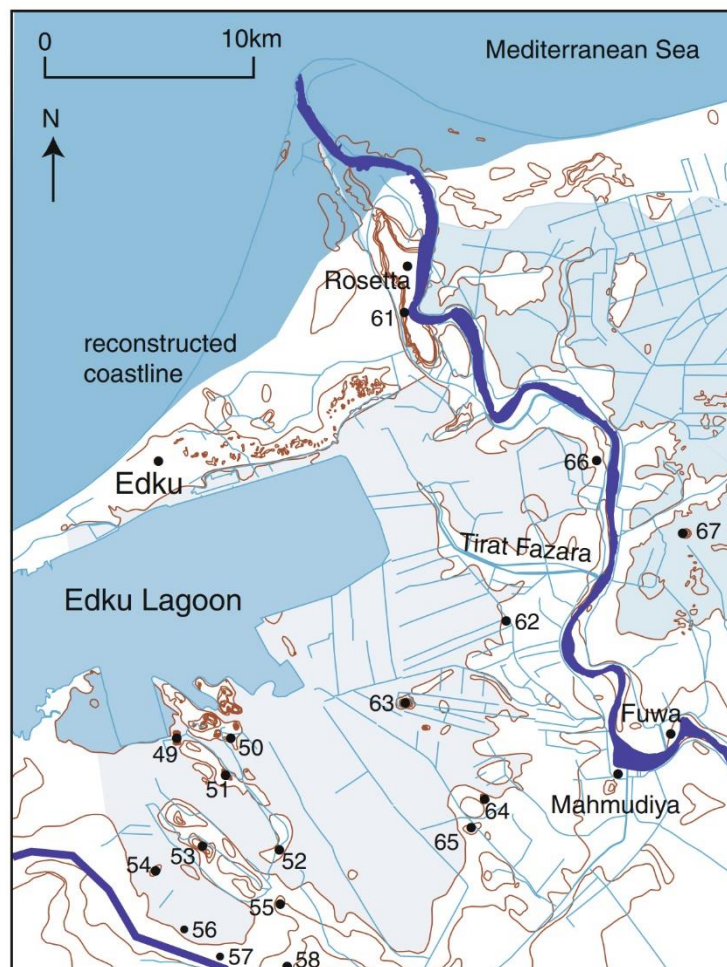 0 10km
Mediterranean Sea
N
Rosetta
61
reconstructed
coastline
Edku
66
Tirat Fazara
67
Edku Lagoon
62
63
Fuwa
49
50
51
Mahmudiya
64
65
53
52
54
55
56
57
58